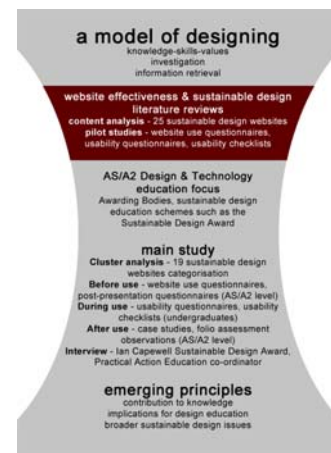 a model of designing
knowledge-skills-values
investigation
information retrieval
website effectiveness & sustainable design
literature reviews
content analysis - 25 sustainable design websites
pilot studies - website use questionnaires,
usability questionnaires, usability checklists
AS/A2 Design & Technology
education focus
Awarding Bodies, sustainable design
education schemes such as the
Sustainable Design Award
main study
Cluster analysis - 19 sustainable design
websites categorisation
Before use - website use questionnaires,
post-presentation questionnaires (AS/A2 level)
During use - usability questionnaires, usability
checklists (undergraduates)
After use - case studies, folio assessment
observations (AS/A2 level)
Interview - Ian Capewell Sustainable Design Award,
Practical Action Education co-ordinator
emerging principles
contribution to knowledge
implications for design education
broader sustainable design issues